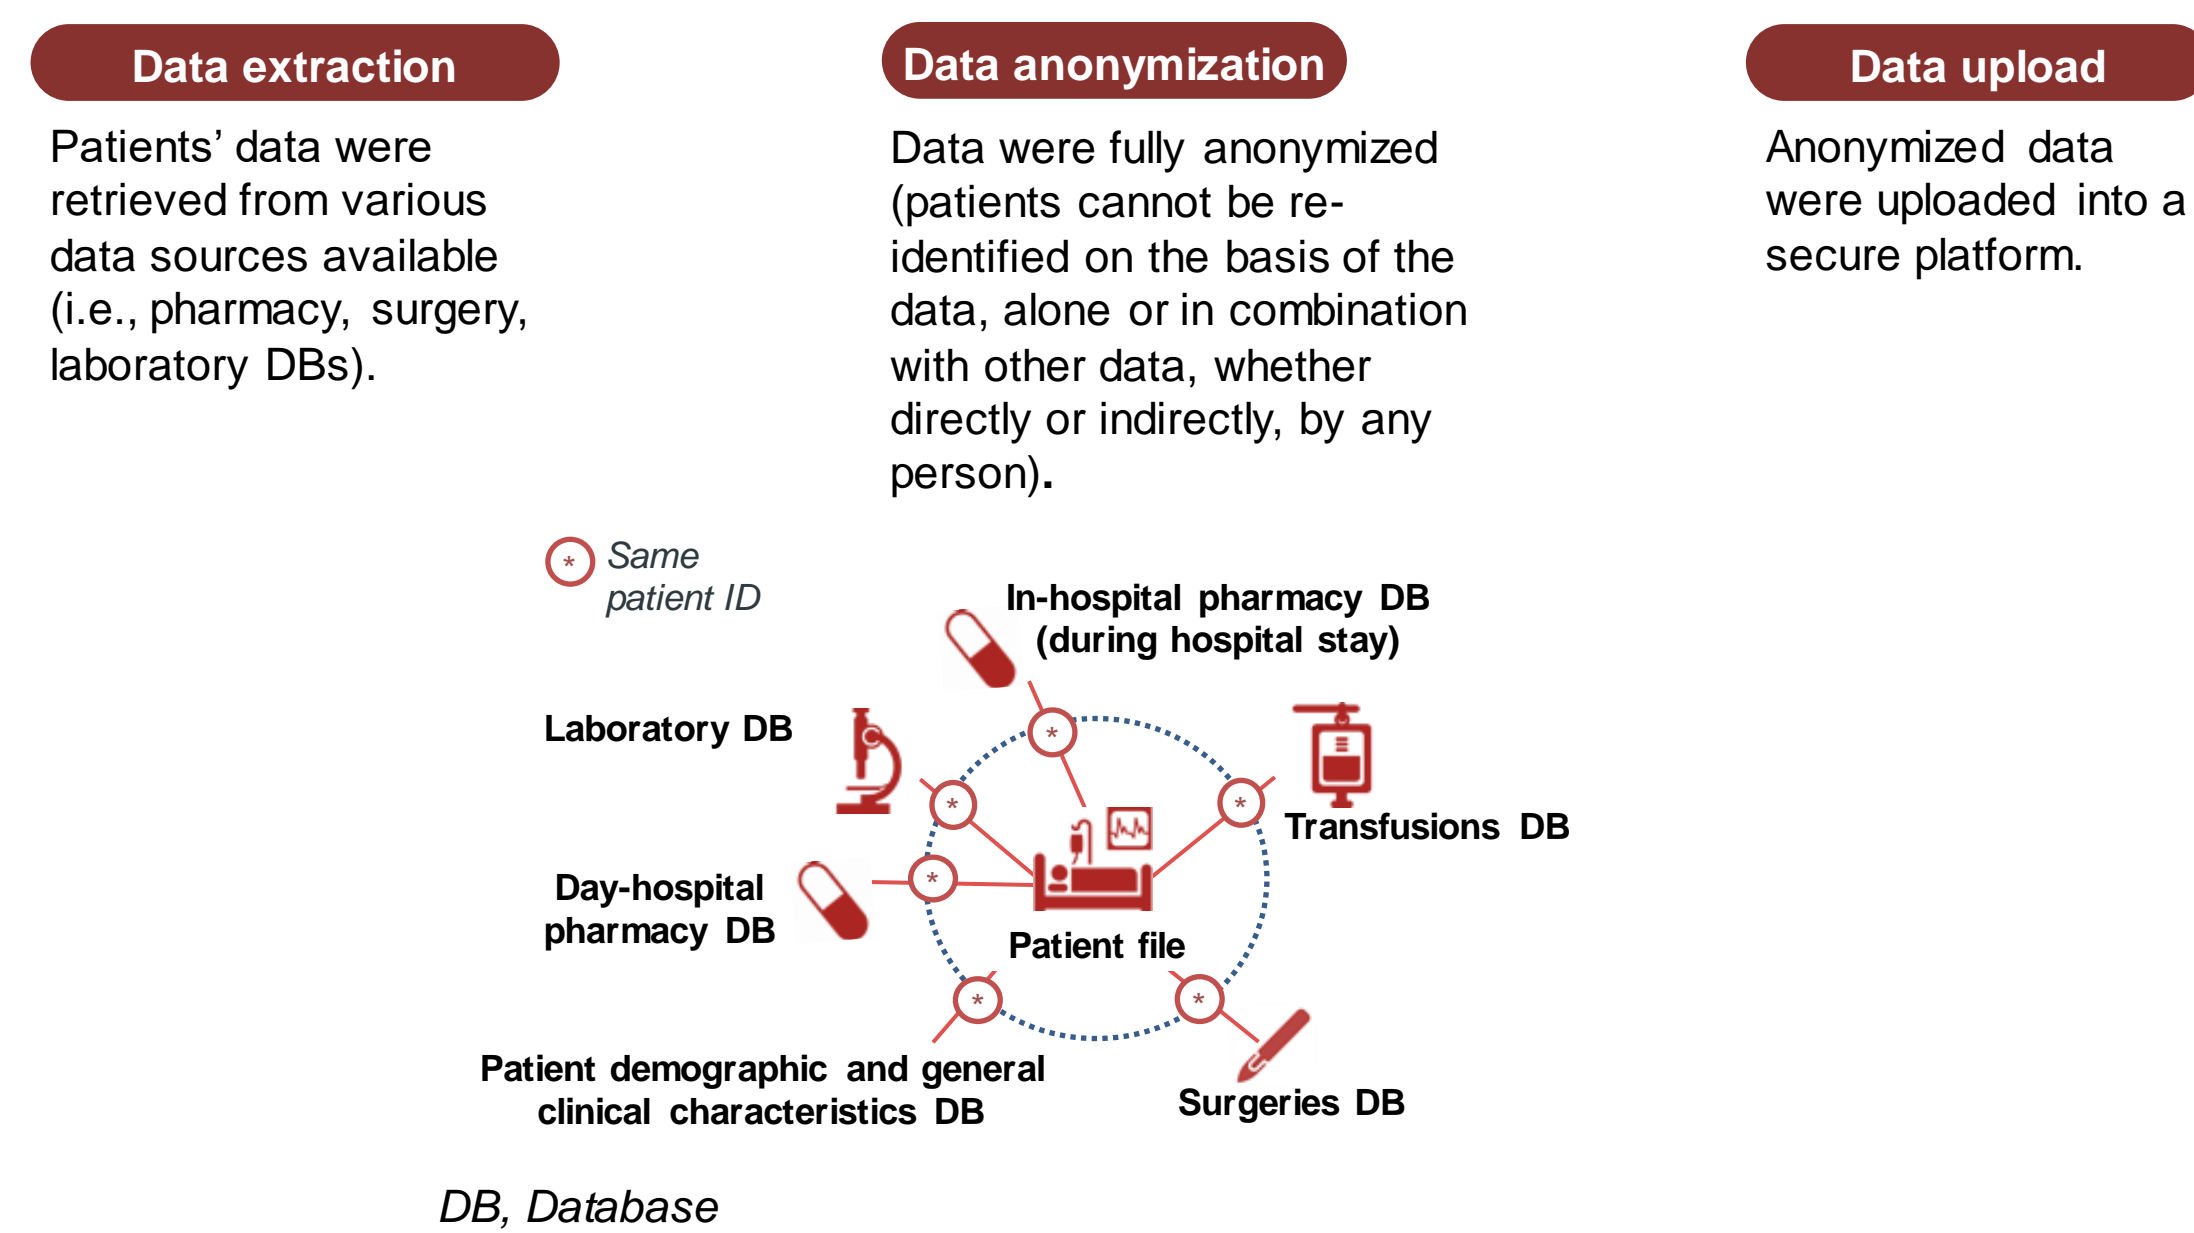 Data extraction
Patients’ data were
retrieved from various
data sources available
(i.e., pharmacy, surgery,
laboratory DBs).
Data anonymization
Data were fully anonymized
(patients cannot be re-
identified on the basis of the
data, alone or in combination
with other data, whether
directly or indirectly, by any
person).
Data upload
Anonymized data
were uploaded into a
secure platform.
* Same
patient ID
In-hospital pharmacy DB
(during hospital stay)
*
Laboratory DB
*
*
Transfusions DB
Day-hospital
pharmacy DB
*
Patient file
*
*
Patient demographic and general
clinical characteristics DB
Surgeries DB
DB, Database